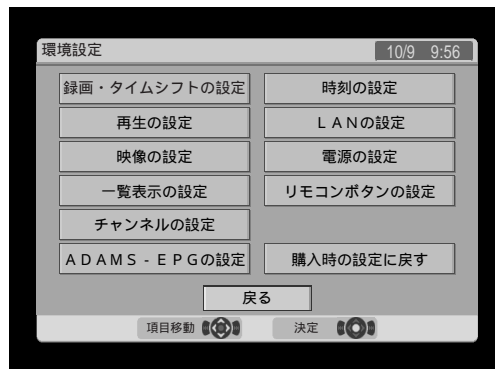 環境設定 10/9 9:56
録画・タイムシフトの設定 時刻の設定
再生の設定 ＬＡＮの設定
映像の設定 電源の設定
一覧表示の設定 リモコンボタンの設定
チャンネルの設定
ＡＤＡＭＳ－ＥＰＧの設定 購入時の設定に戻す
戻る
項目移動 決定